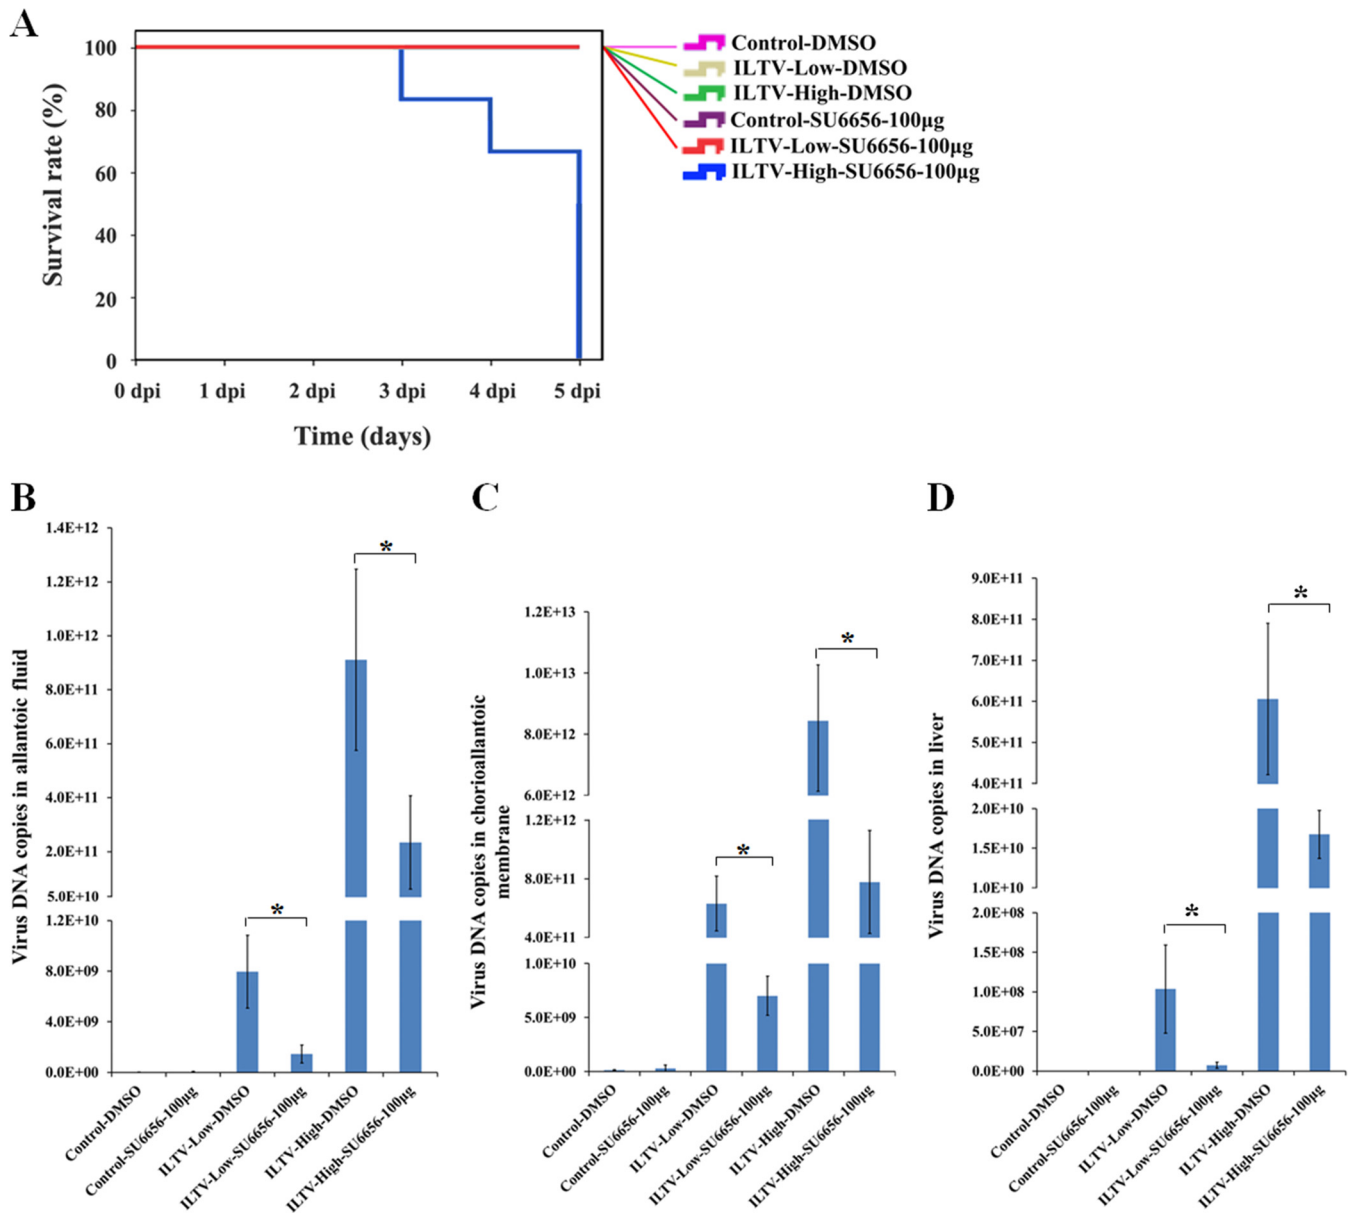 A
Survival rate (%)
100
80
60
40
20
0
0 dpi 1 dpi 2 dpi 3 dpi 4 dpi 5 dpi
Time (days)
Control-DMSO
ILTV-Low-DMSO
ILTV-High-DMSO
Control-SU6656-100μg
ILTV-Low-SU6656-100μg
ILTV-High-SU6656-100μg
B
Virus DNA copies in allantoic fluid
1.4E+12
1.2E+12
1.0E+12
8.0E+11
6.0E+11
4.0E+11
2.0E+11
5.0E+10
1.2E+10
8.0E+09
4.0E+09
0.0E+00
*
*
Control-DMSO
Control-SU6656-100μg
ILTV-Low-DMSO
ILTV-Low-SU6656-100μg
ILTV-High-DMSO
ILTV-High-SU6656-100μg
C
Virus DNA copies in chorioallantoic
membrane
1.2E+13
1.0E+13
8.0E+12
6.0E+12
1.2E+12
8.0E+11
4.0E+11
1.0E+10
5.0E+09
0.0E+00
*
*
Control-DMSO
Control-SU6656-100μg
ILTV-Low-DMSO
ILTV-Low-SU6656-100μg
ILTV-High-DMSO
ILTV-High-SU6656-100μg
D
Virus DNA copies in liver
9.0E+11
8.0E+11
7.0E+11
6.0E+11
5.0E+11
4.0E+11
2.0E+10
1.5E+10
1.0E+10
2.0E+08
1.5E+08
1.0E+08
5.0E+07
0.0E+00
*
*
Control-DMSO
Control-SU6656-100μg
ILTV-Low-DMSO
ILTV-Low-SU6656-100μg
ILTV-High-DMSO
ILTV-High-SU6656-100μg